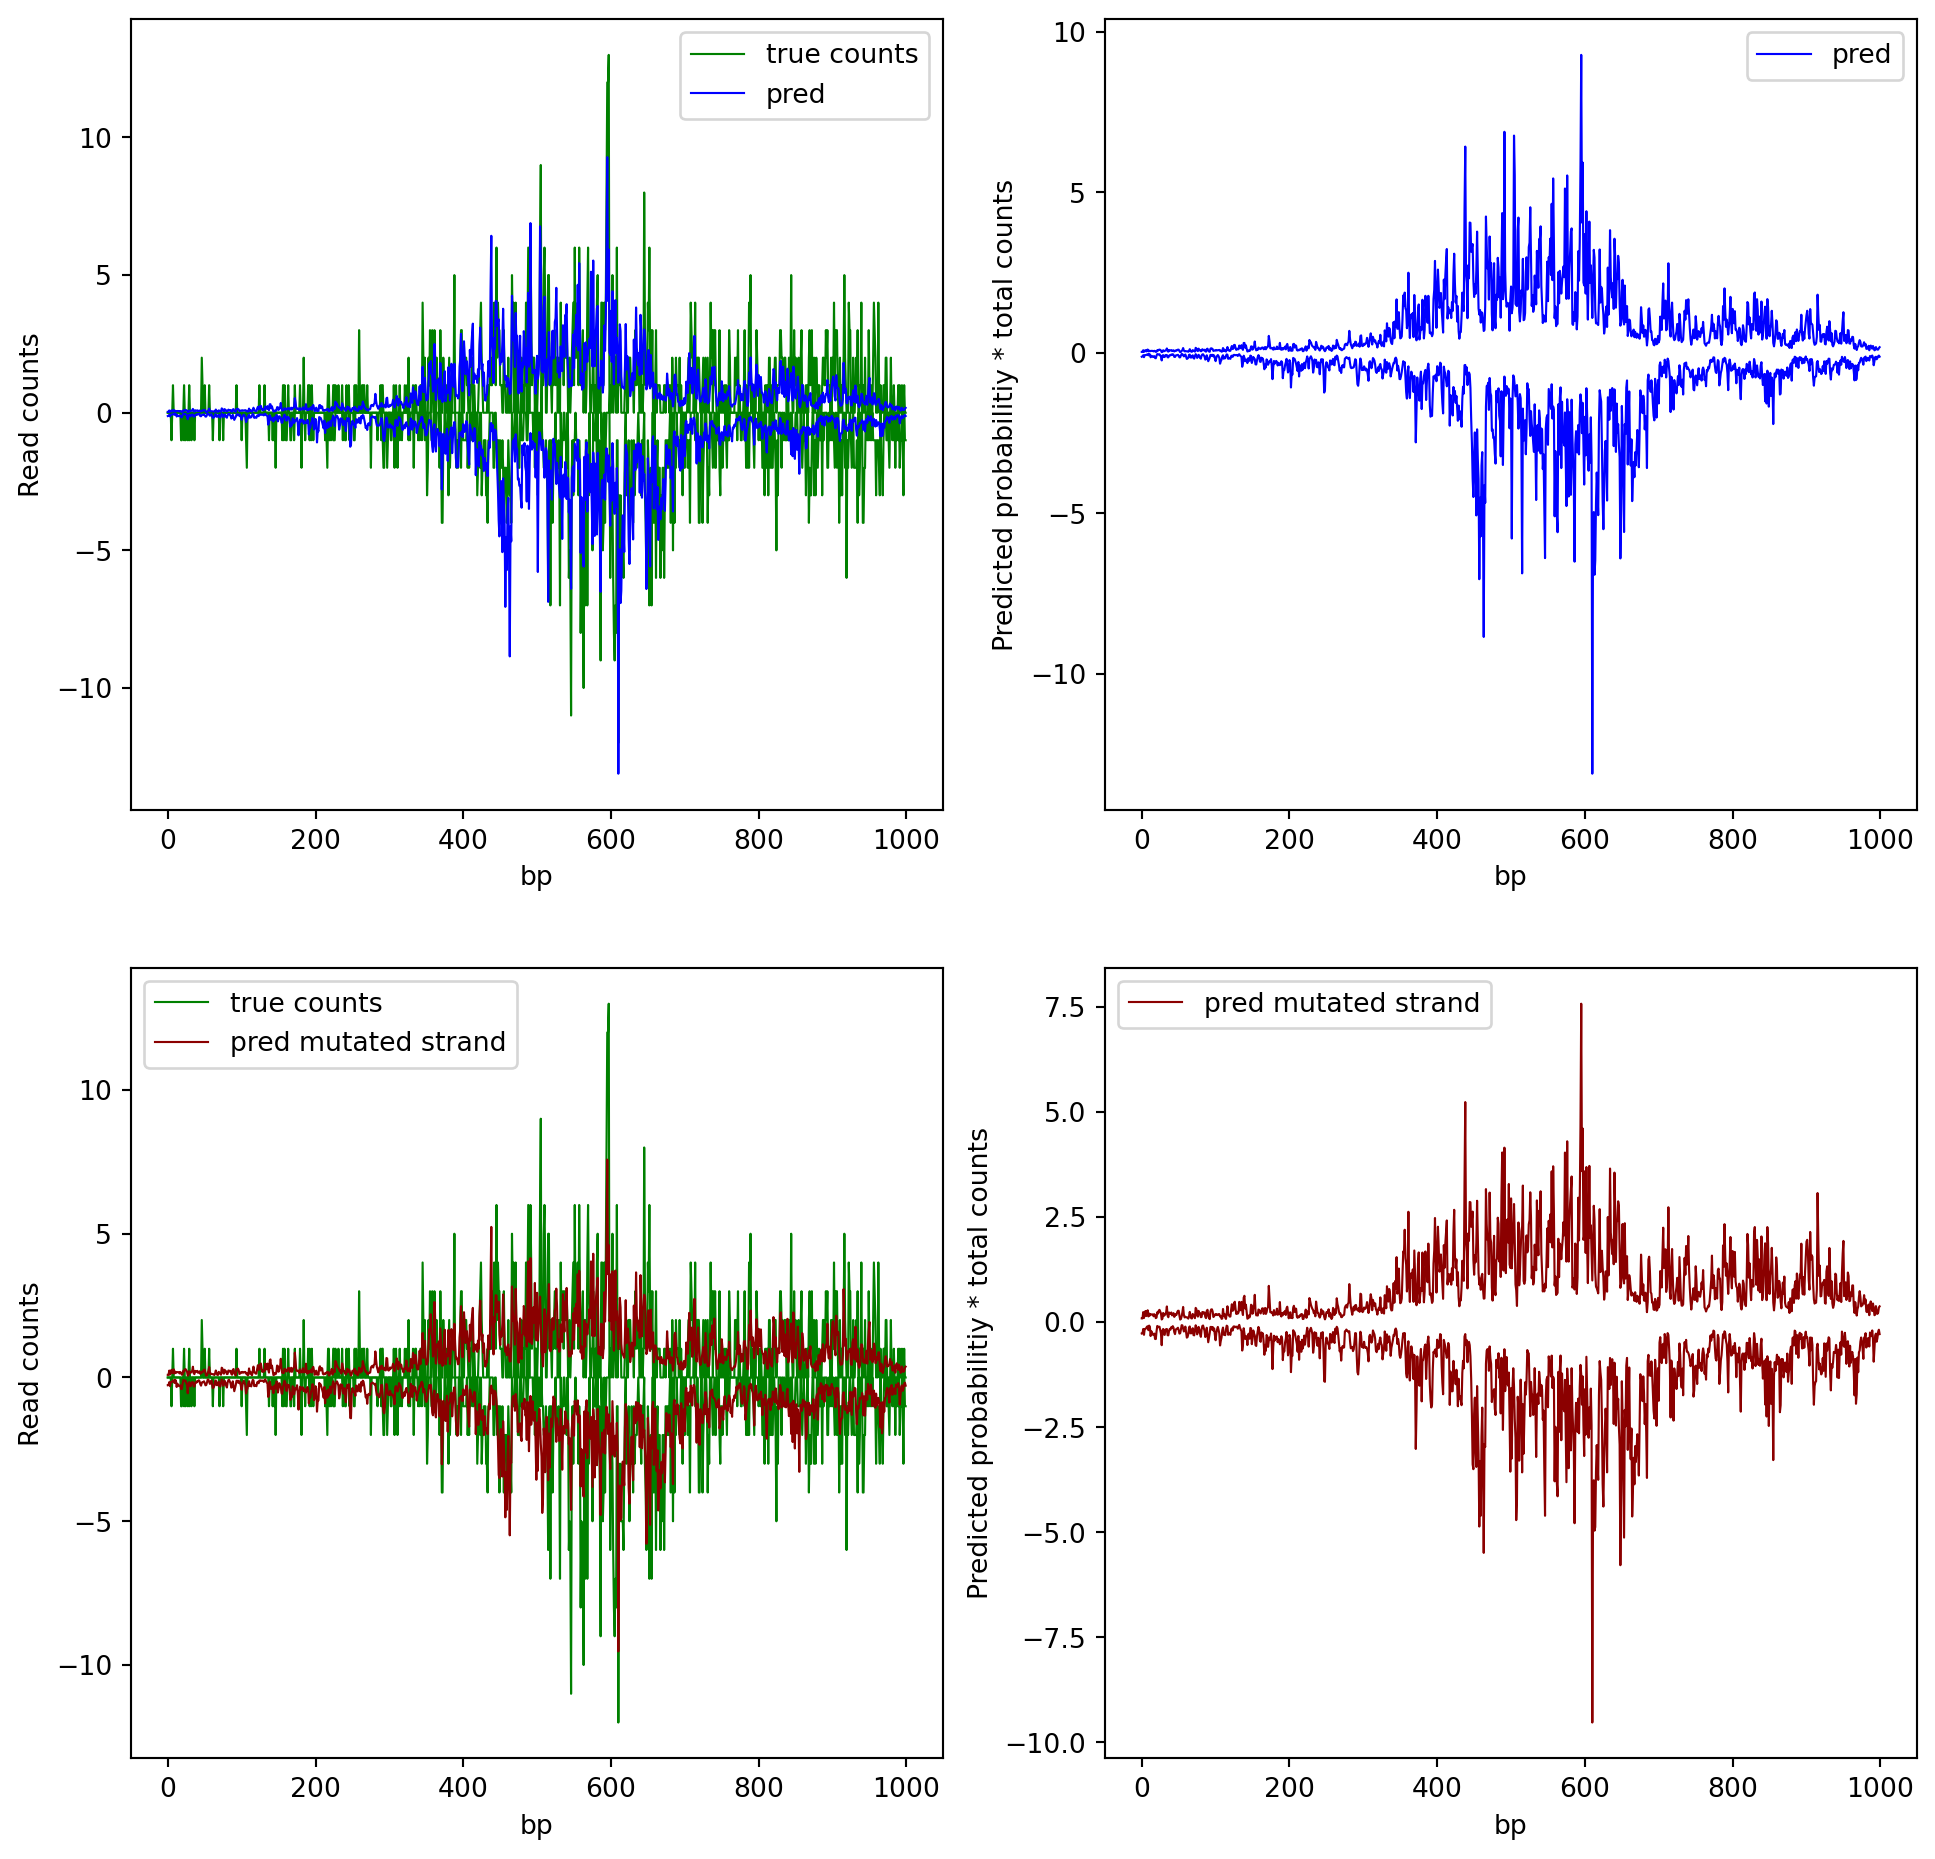 true counts
pred
10
5
0
−5
−10
Read counts
0 200 400 600 800 1000
bp
pred
10
5
0
−5
−10
Predicted probabilitiy * total counts
0 200 400 600 800 1000
bp
true counts
pred mutated strand
10
5
0
−5
−10
Read counts
0 200 400 600 800 1000
bp
pred mutated strand
7.5
5.0
2.5
0.0
−2.5
−5.0
−7.5
−10.0
Predicted probabilitiy * total counts
0 200 400 600 800 1000
bp